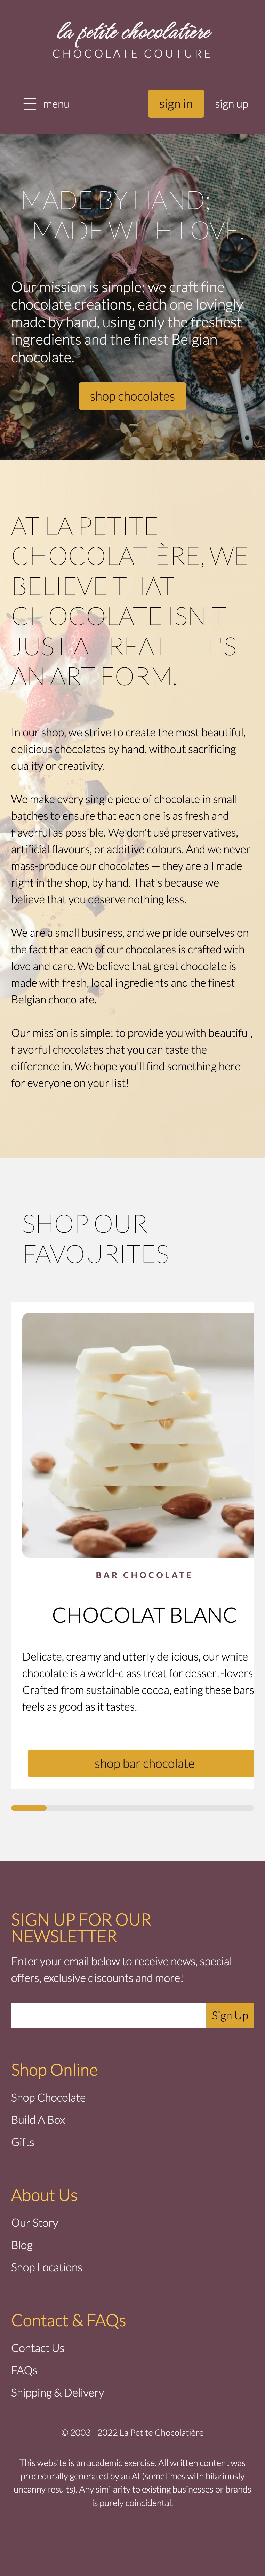 la petite chocolatière
CHOCOLATE COUTURE
menu
sign in
sign up
MADE BY HAND;
MADE WITH LOVE.
Our mission is simple: we craft fine
chocolate creations, each one lovingly
made by hand, using only the freshest
ingredients and the finest Belgian
chocolate.
shop chocolates
AT LA PETITE
CHOCOLATIÈRE, WE
BELIEVE THAT
CHOCOLATE ISN'T
JUST A TREAT — IT'S
AN ART FORM.
In our shop, we strive to create the most beautiful,
delicious chocolates by hand, without sacrificing
quality or creativity.
We make every single piece of chocolate in small
batches to ensure that each one is as fresh and
flavorful as possible. We don't use preservatives,
artificial flavours, or additive colours. And we never
mass-produce our chocolates — they are all made
right in the shop, by hand. That's because we
believe that you deserve nothing less.
We are a small business, and we pride ourselves on
the fact that each of our chocolates is crafted with
love and care. We believe that great chocolate is
made with fresh, local ingredients and the finest
Belgian chocolate.
Our mission is simple: to provide you with beautiful,
flavorful chocolates that you can taste the
difference in. We hope you'll find something here
for everyone on your list!
SHOP OUR
FAVOURITES
BAR CHOCOLATE
CHOCOLAT BLANC
Delicate, creamy and utterly delicious, our white
chocolate is a world-class treat for dessert-lovers.
Crafted from sustainable cocoa, eating these bars
feels as good as it tastes.
shop bar chocolate
SIGN UP FOR OUR
NEWSLETTER
Enter your email below to receive news, special
offers, exclusive discounts and more!
Sign Up
Shop Online
Shop Chocolate
Build A Box
Gifts
About Us
Our Story
Blog
Shop Locations
Contact & FAQs
Contact Us
FAQs
Shipping & Delivery
© 2003 - 2022 La Petite Chocolatière
This website is an academic exercise. All written content was
procedurally generated by an AI (sometimes with hilariously
uncanny results). Any similarity to existing businesses or brands
is purely coincidental.